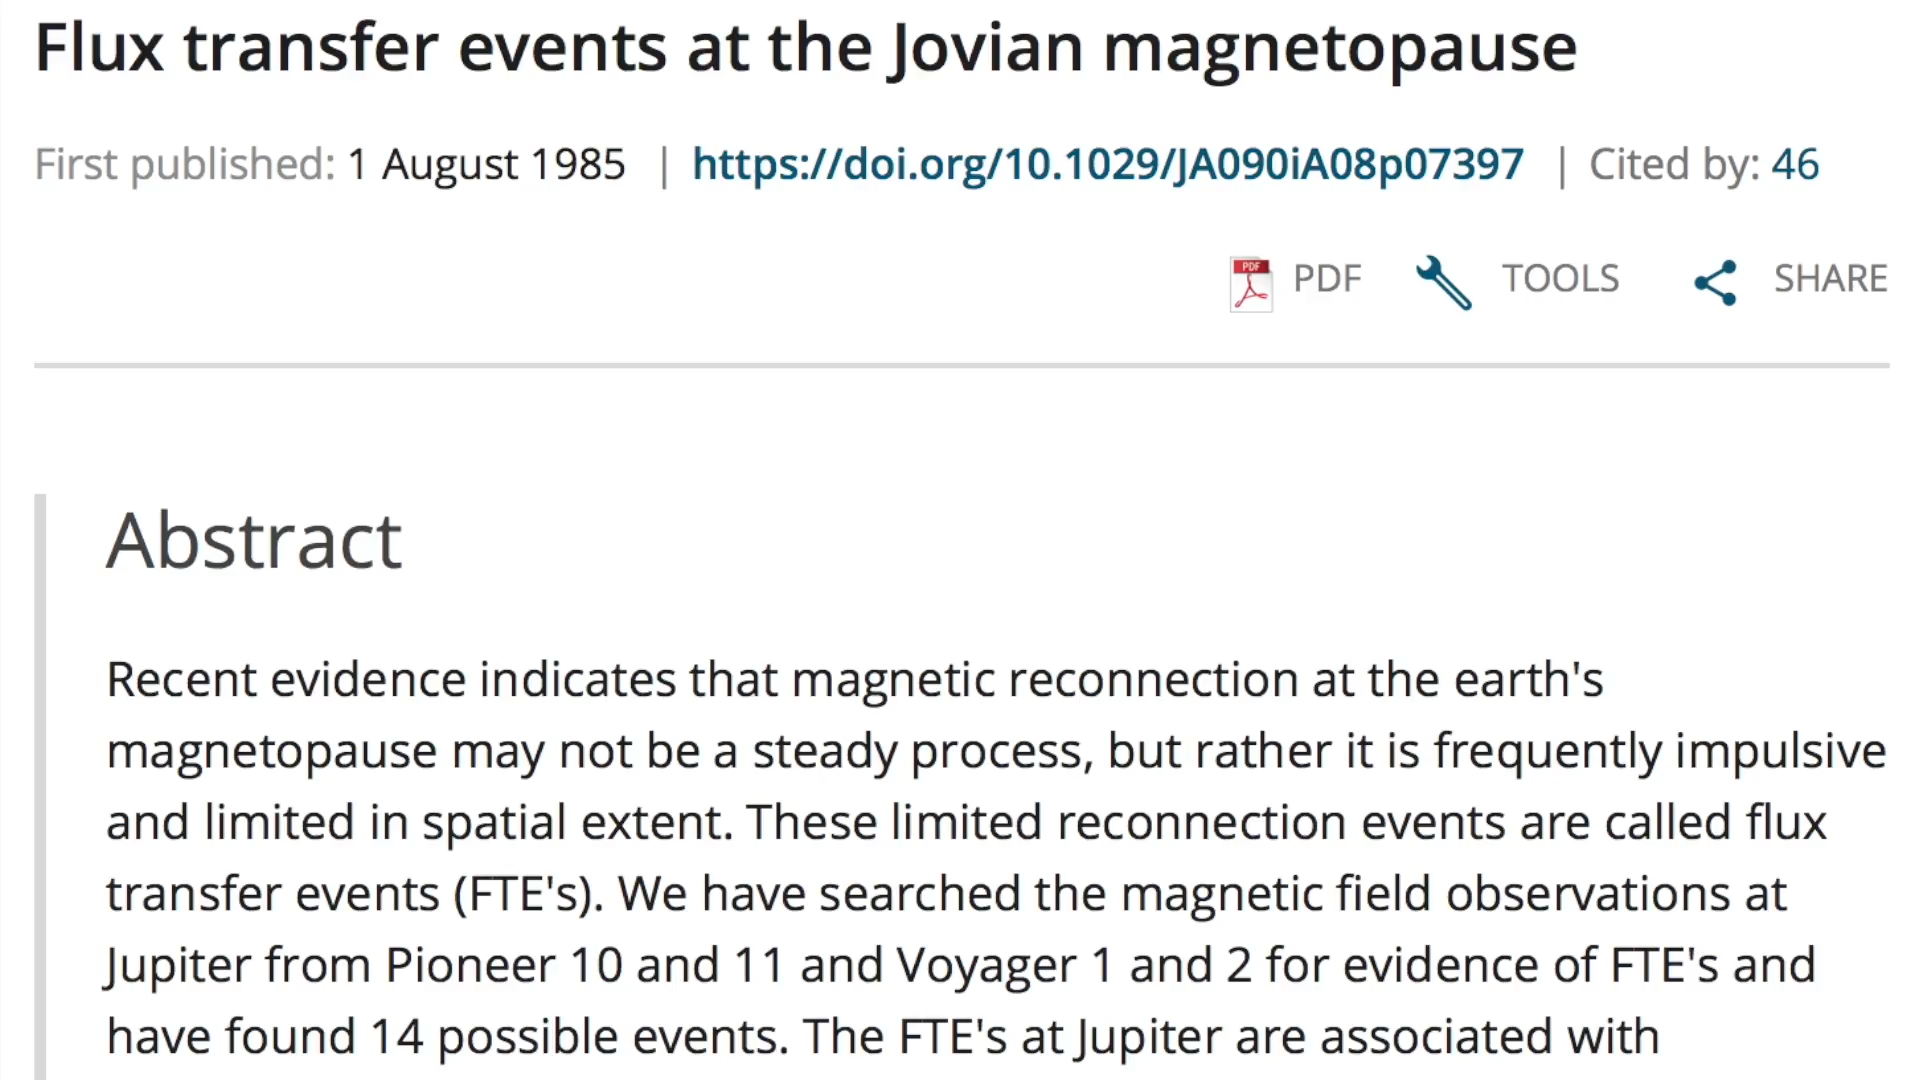 Flux transfer events at the Jovian magnetopause
First published: 1 August 1985 | https://doi.org/10.1029/JA090iA08p07397 | Cited by: 46
PDF PDF TOOLS SHARE
Abstract
Recent evidence indicates that magnetic reconnection at the earth's
magnetopause may not be a steady process, but rather it is frequently impulsive
and limited in spatial extent. These limited reconnection events are called flux
transfer events (FTE's). We have searched the magnetic field observations at
Jupiter from Pioneer 10 and 11 and Voyager 1 and 2 for evidence of FTE's and
have found 14 possible events. The FTE's at Jupiter are associated with